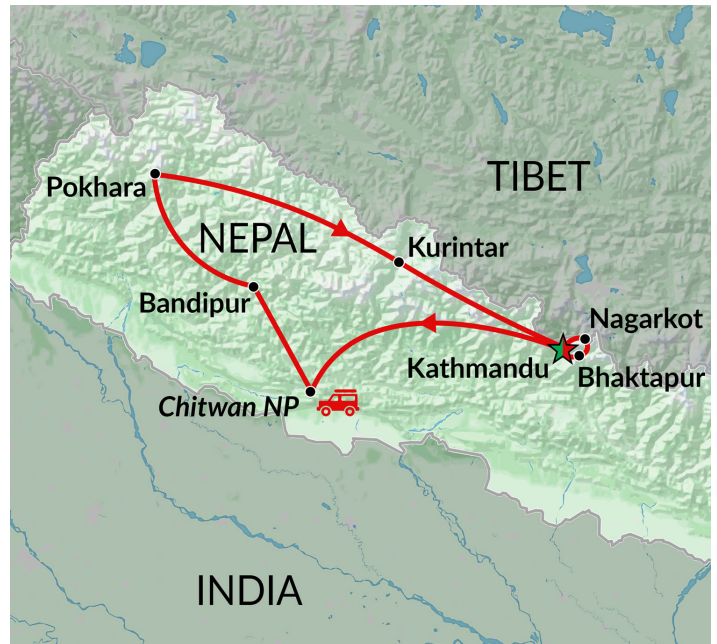 TIBET
Pokhara
NEPAL
Kurintar
Bandipur
Nagarkot
Kathmandu
Bhaktapur
Chitwan NP
INDIA